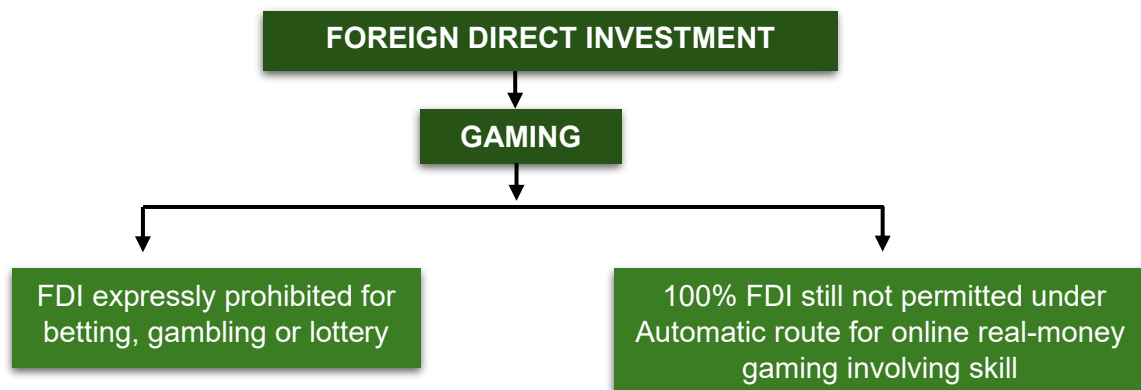 FOREIGN DIRECT INVESTMENT
GAMING
FDI expressly prohibited for
betting, gambling or lottery
100% FDI still not permitted under
Automatic route for online real-money
gaming involving skill